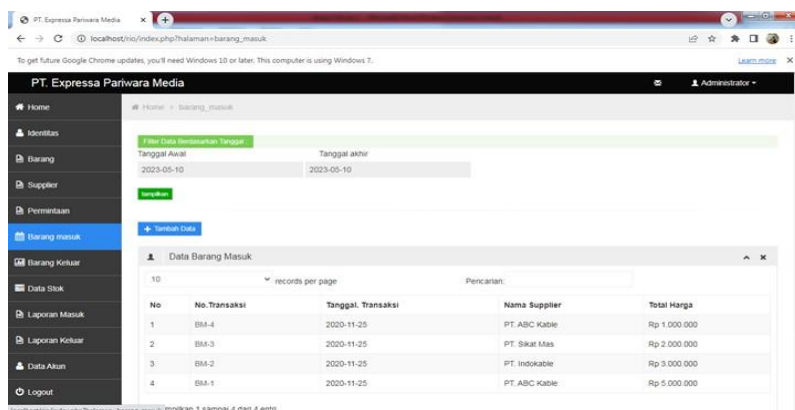 PT. Expressa Pariwara Media
localhost/rio/index.php?halaman=barang_masuk
To get future Google Chrome updates, you'll need Windows 10 or later. This computer is using Windows 7.
Learn more
PT. Expressa Pariwara Media
Administrator
Home
Home
barang_masuk
Identitas
Filter Data Berdasarkan Tanggal
Barang
Tanggal Awal
Tanggal akhir
2023-05-10
2023-05-10
Supplier
tampilkan
Permintaan
Barang masuk
+ Tambah Data
Barang Keluar
Data Barang Masuk
Data Stok
10
records per page
Pencarian:
Laporan Masuk
No No.Transaksi Tanggal. Transaksi Nama Supplier Total Harga
1 BM-4 2020-11-25 PT. ABC Kable Rp 1.000.000
Laporan Keluar
2 BM-3 2020-11-25 PT. Sikat Mas Rp 2.000.000
Data Akun
3 BM-2 2020-11-25 PT. Indokable Rp 3.000.000
4 BM-1 2020-11-25 PT. ABC Kable Rp 5.000.000
Logout
1 sampai 4 dari 4 entri